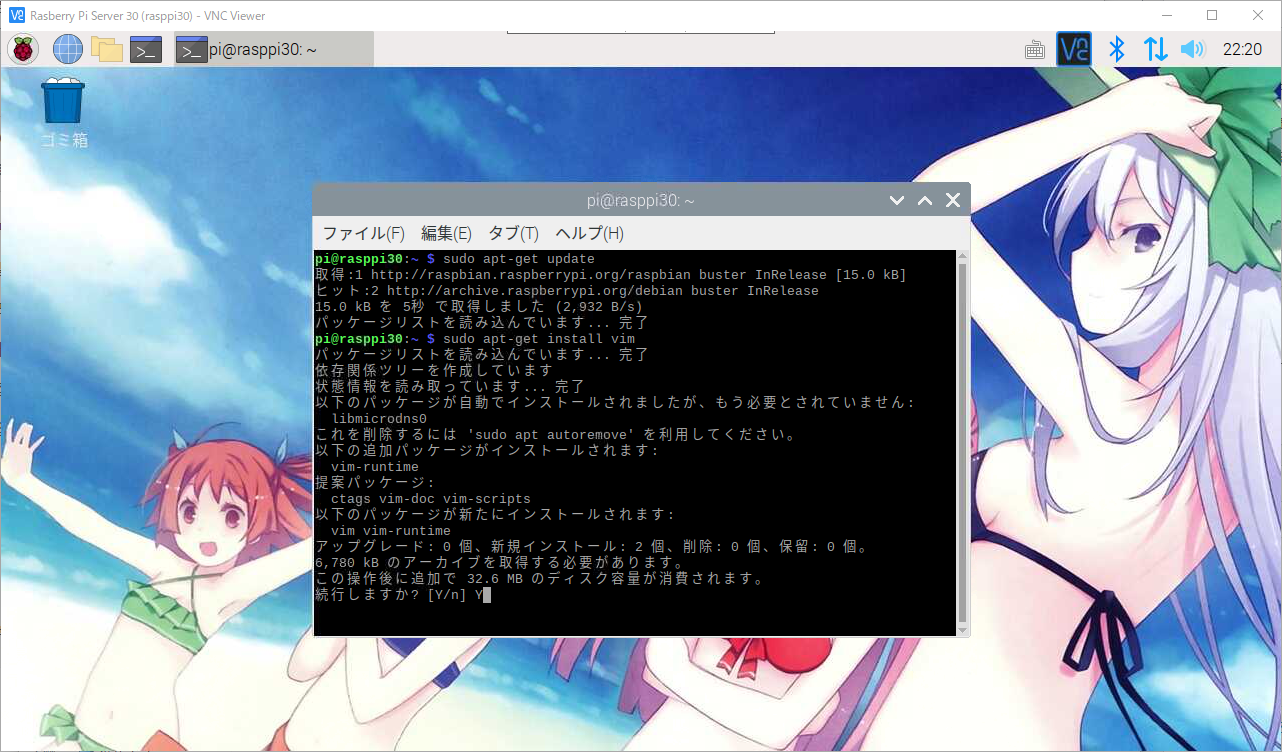 Rasberry Pi Server 30 (rasppi30) - VNC Viewer
pi@rasppi30: ~
22:20
ゴミ箱
pi@rasppi30: ~
ファイル(F) 編集(E) タブ(T) ヘルプ(H)
pi@rasppi30:~ $ sudo apt-get update
取得:1 http://raspbian.raspberrypi.org/raspbian buster InRelease [15.0 kB]
ヒット:2 http://archive.raspberrypi.org/debian buster InRelease
15.0 kB を 5秒 で取得しました (2,932 B/s)
パッケージリストを読み込んでいます... 完了
pi@rasppi30:~ $ sudo apt-get install vim
パッケージリストを読み込んでいます... 完了
依存関係ツリーを作成しています
状態情報を読み取っています... 完了
以下のパッケージが自動でインストールされましたが、もう必要とされていません:
libmicrodns0
これを削除するには 'sudo apt autoremove' を利用してください。
以下の追加パッケージがインストールされます:
vim-runtime
提案パッケージ:
ctags vim-doc vim-scripts
以下のパッケージが新たにインストールされます:
vim vim-runtime
アップグレード: 0 個、新規インストール: 2 個、削除: 0 個、保留: 0 個。
6,780 kB のアーカイブを取得する必要があります。
この操作後に追加で 32.6 MB のディスク容量が消費されます。
続行しますか? [Y/n] Y